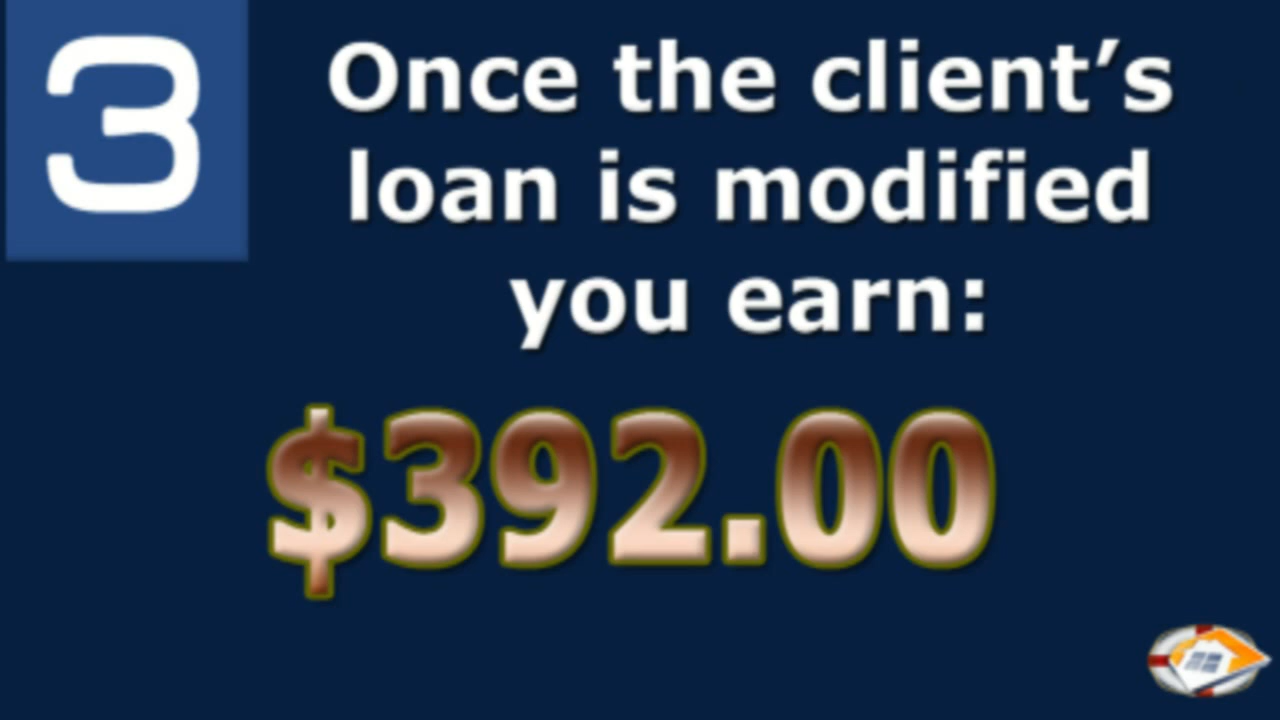 3
Once the client’s
loan is modified
you earn:
$392.00